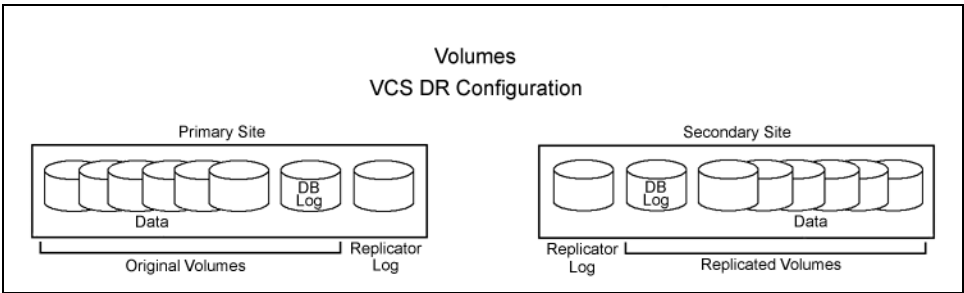 Volumes
VCS DR Configuration
Primary Site
DB
Log
Data
Original Volumes
Replicator
Log
Secondary Site
DB
Log
Data
Replicator
Log
Replicated Volumes